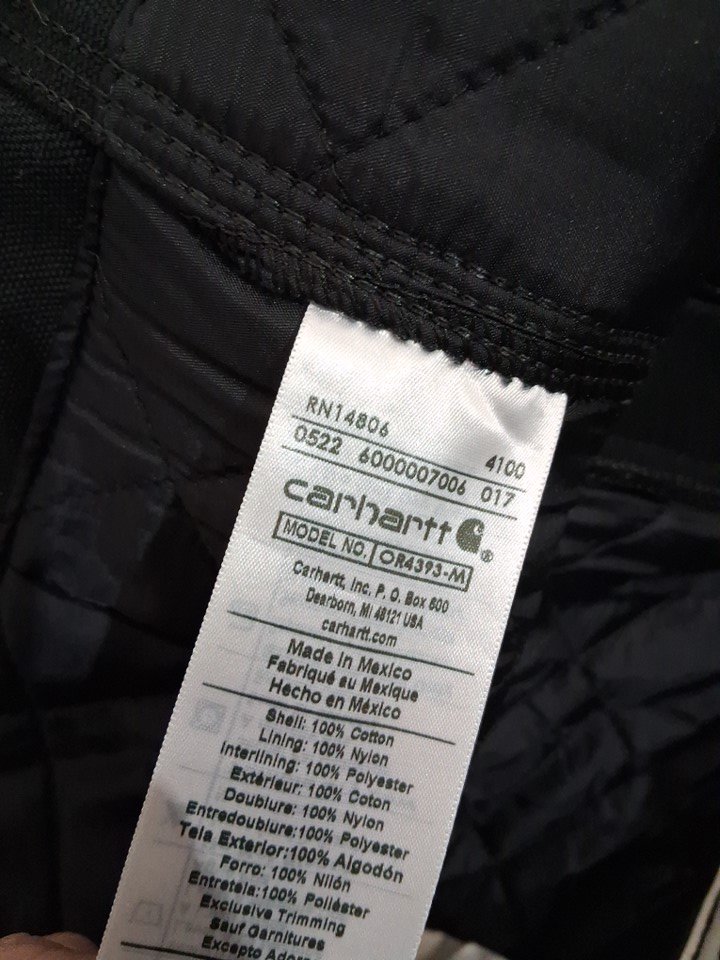 RN14806
4100
0522 6000007006 017
carhartt®
MODEL NO. OR4393-M
Carhartt, Inc. P. O. Box 600
Dearborn, MI 48121 USA
carhartt.com
Made in Mexico
Fabriqué au Mexique
Hecho en México
Shell: 100% Cotton
Lining: 100% Nylon
Interlining: 100% Polyester
Extérieur: 100% Coton
Doublure: 100% Nylon
Entredoublure:100% Polyester
Tela Exterior:100% Algodón
Forro: 100% Nilón
Entretela: 100% Poliéster
Exclusive Trimming
Sauf Garnitures
Excepto